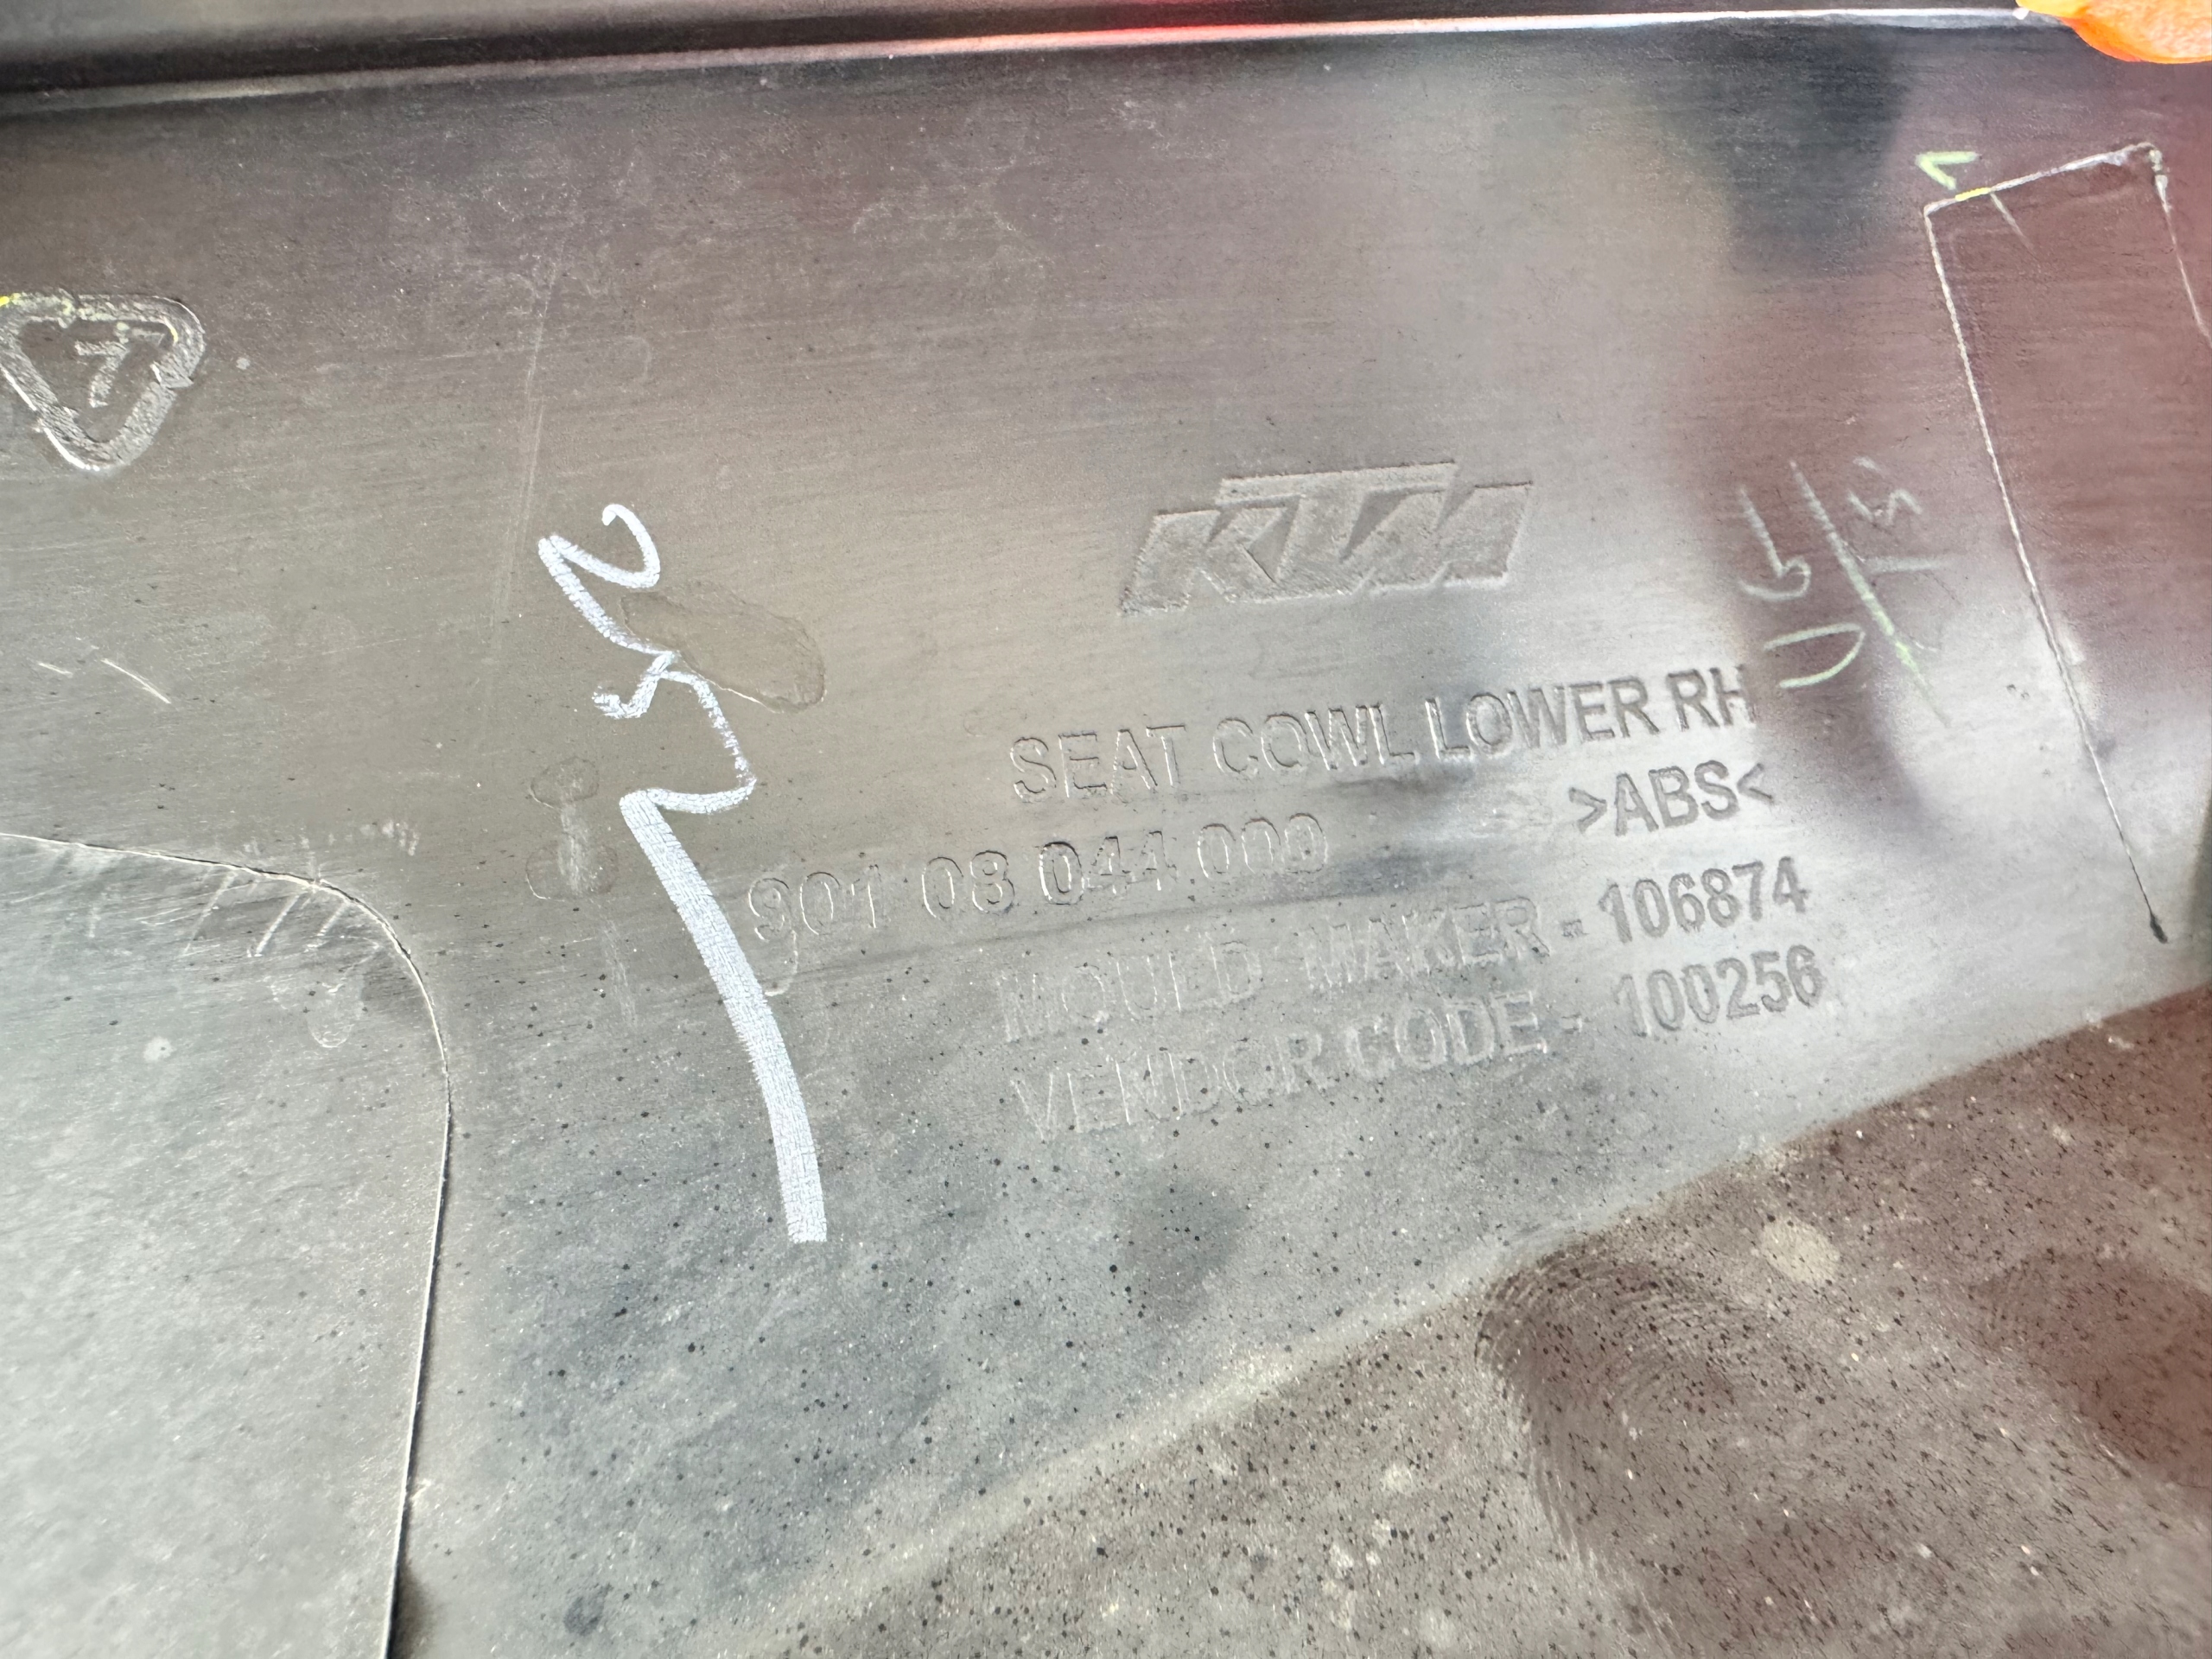 KTM
SEAT COWL LOWER RH
>ABS<
901 08 044 000
MOULD MAKER - 106874
VENDOR CODE - 100256
7